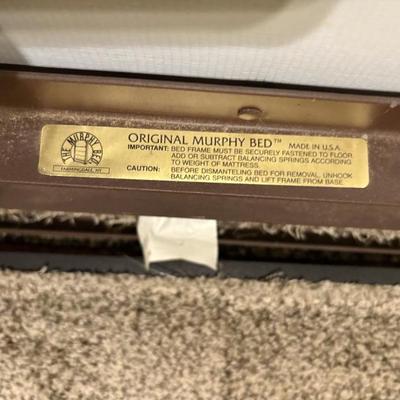 THE MURPHY BED
FARMINGDALE, NY
ORIGINAL MURPHY BED™ MADE IN U.S.A.
IMPORTANT: BED FRAME MUST BE SECURELY FASTENED TO FLOOR.
ADD OR SUBTRACT BALANCING SPRINGS ACCORDING
TO WEIGHT OF MATTRESS.
CAUTION: BEFORE DISMANTELING BED FOR REMOVAL, UNHOOK
BALANCING SPRINGS AND LIFT FRAME FROM BASE.